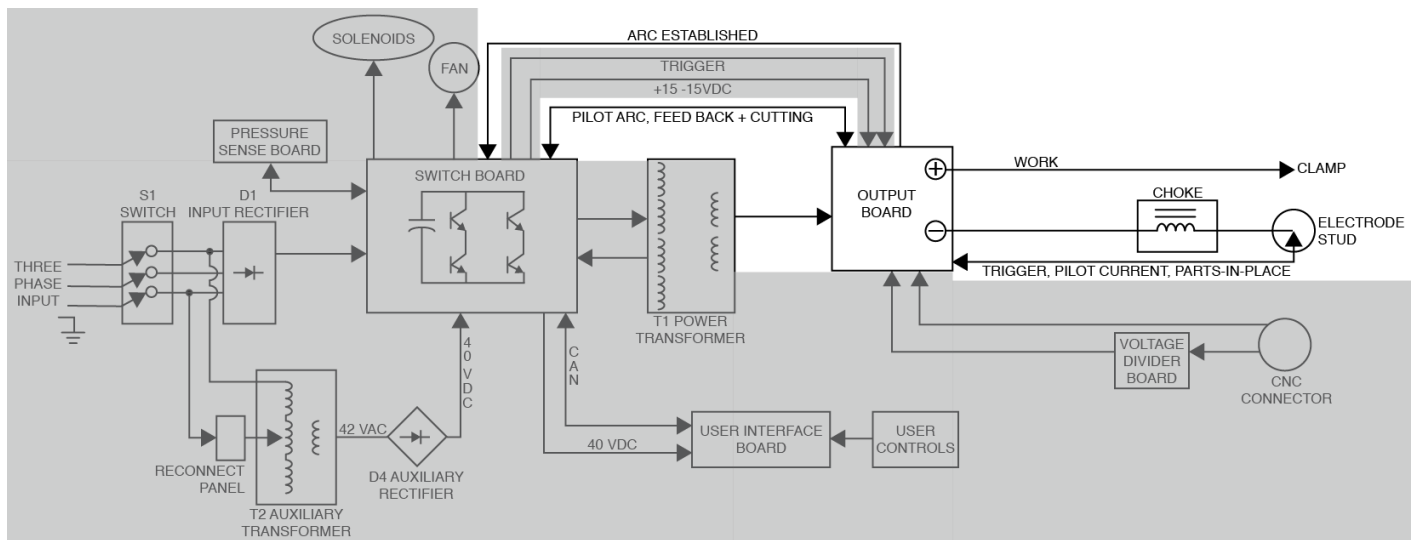 SOLENOIDS
FAN
ARC ESTABLISHED
TRIGGER
+15 -15VDC
PILOT ARC, FEED BACK + CUTTING
PRESSURE
SENSE BOARD
SWITCH BOARD
S1
SWITCH
D1
INPUT RECTIFIER
THREE
PHASE
INPUT
T1 POWER
TRANSFORMER
OUTPUT
BOARD
+
−
WORK
CLAMP
CHOKE
ELECTRODE
STUD
TRIGGER, PILOT CURRENT, PARTS-IN-PLACE
VOLTAGE
DIVIDER
BOARD
CNC
CONNECTOR
40 VDC
CAN
RECONNECT
PANEL
T2 AUXILIARY
TRANSFORMER
42 VAC
D4 AUXILIARY
RECTIFIER
40 VDC
USER INTERFACE
BOARD
USER
CONTROLS